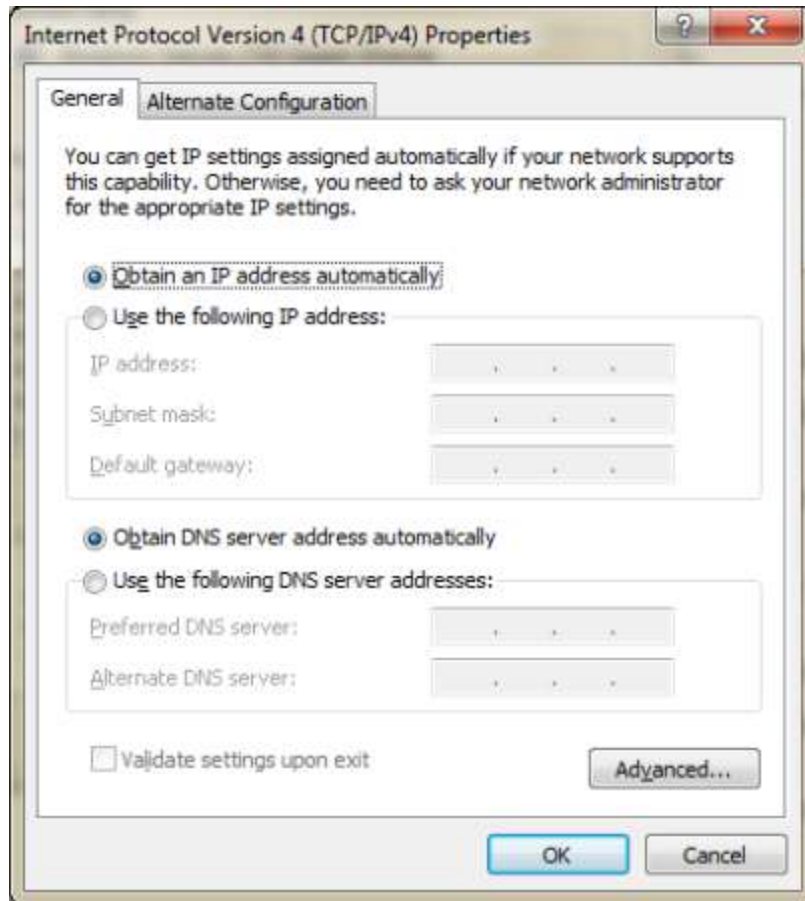 Internet Protocol Version 4 (TCP/IPv4) Properties
?
General
Alternate Configuration
You can get IP settings assigned automatically if your network supports
this capability. Otherwise, you need to ask your network administrator
for the appropriate IP settings.
Obtain an IP address automatically
Use the following IP address:
IP address:
. . .
Subnet mask:
. . .
Default gateway:
. . .
Obtain DNS server address automatically
Use the following DNS server addresses:
Preferred DNS server:
. . .
Alternate DNS server:
. . .
Validate settings upon exit
Advanced...
OK
Cancel